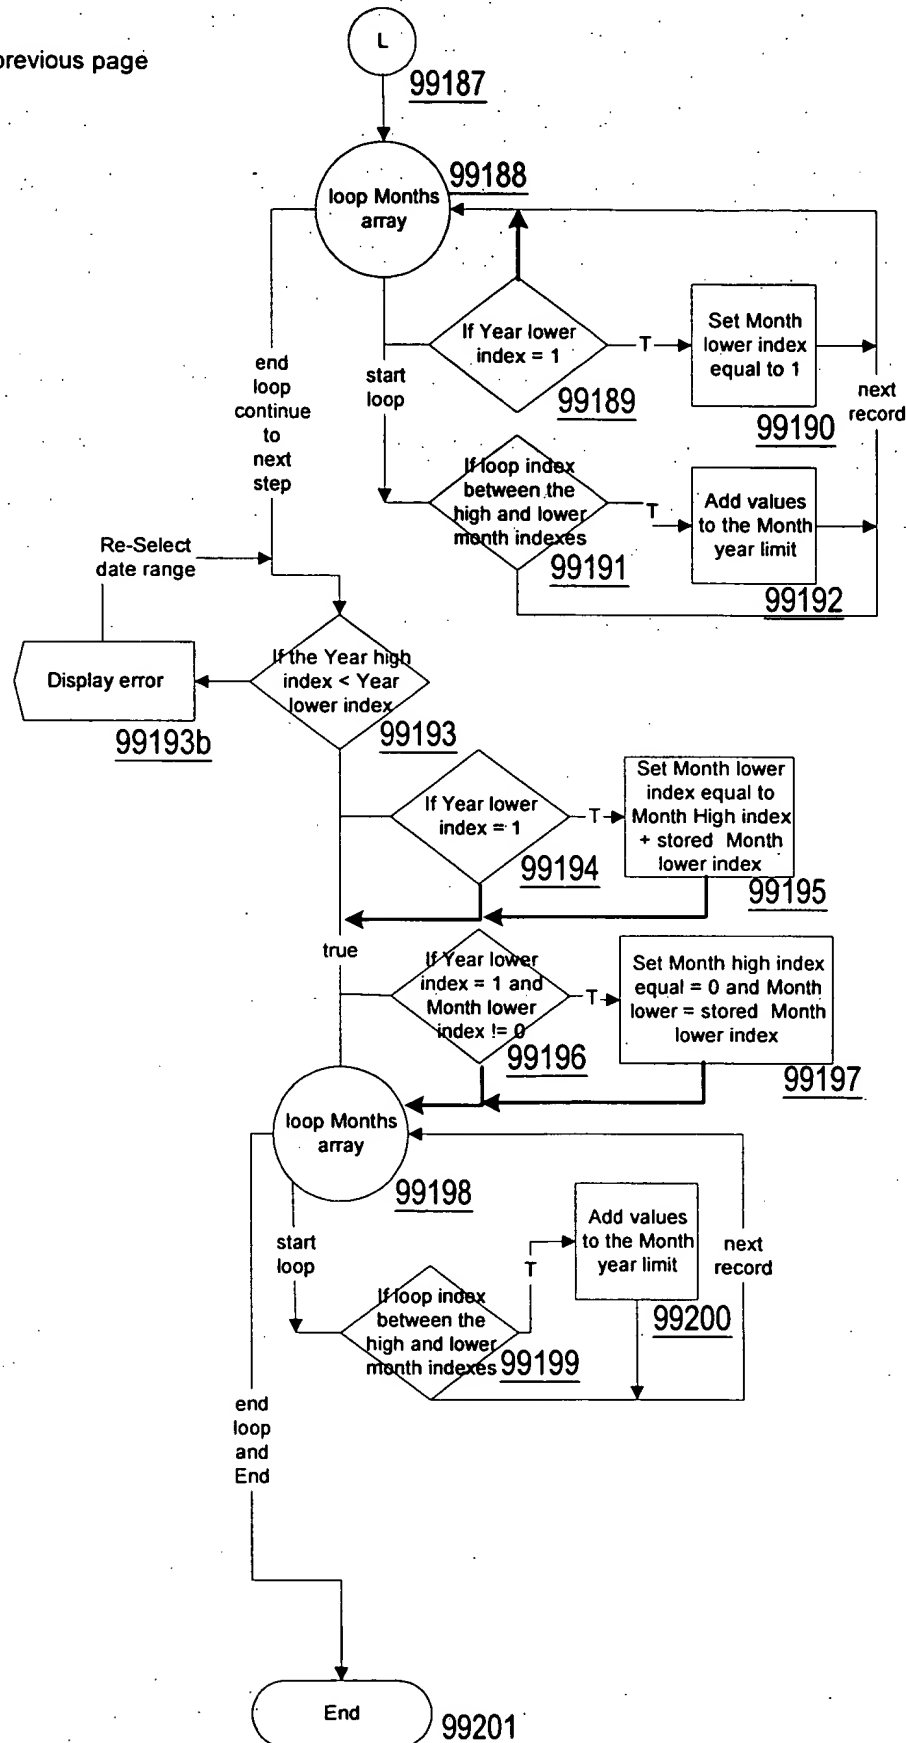 previous page
L
99187
loop Months
array
99188
If Year lower
index = 1
99189
T
Set Month
lower index
equal to 1
99190
next
record
start
loop
end
loop
continue
to
next
step
If loop index
between the
high and lower
month indexes
99191
T
Add values
to the Month
year limit
99192
Re-Select
date range
Display error
99193b
If the Year high
index < Year
lower index
99193
If Year lower
index = 1
99194
T
Set Month lower
index equal to
Month High index
+ stored Month
lower index
99195
true
If Year lower
index = 1 and
Month lower
index != 0
99196
T
Set Month high index
equal = 0 and Month
lower = stored Month
lower index
99197
loop Months
array
99198
start
loop
If loop index
between the
high and lower
month indexes
99199
T
Add values
to the Month
year limit
99200
next
record
end
loop
and
End
End
99201